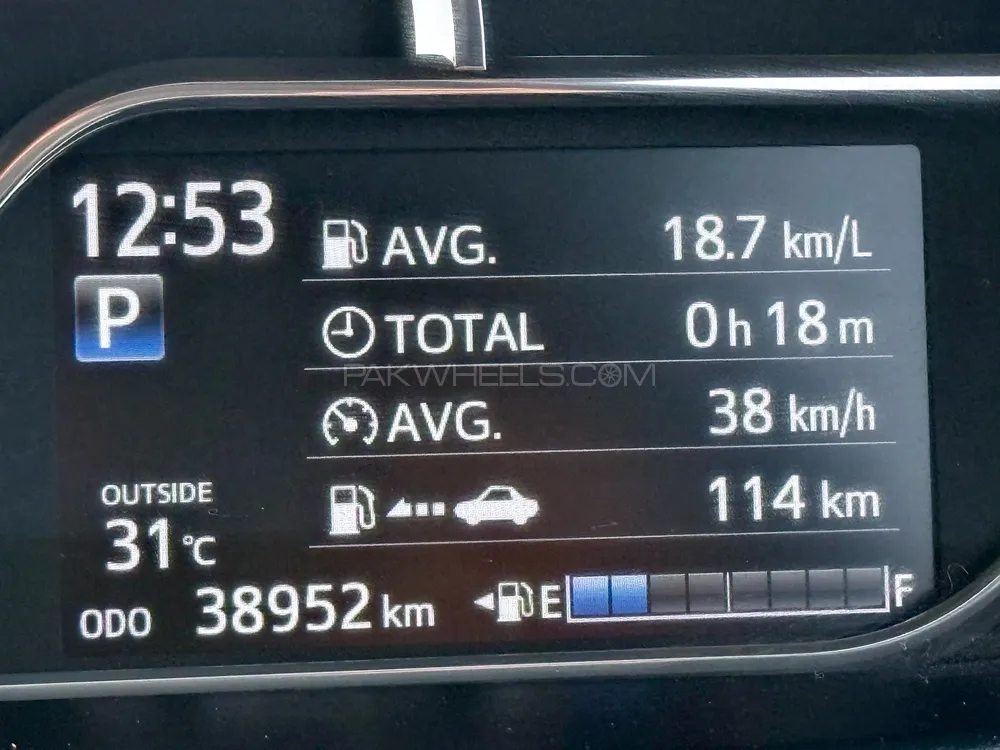 12:53
P
AVG. 18.7 km/L
TOTAL 0h 18m
PAKWHEELS.COM
AVG. 38 km/h
114 km
OUTSIDE
31°C
ODO 38952 km
E F